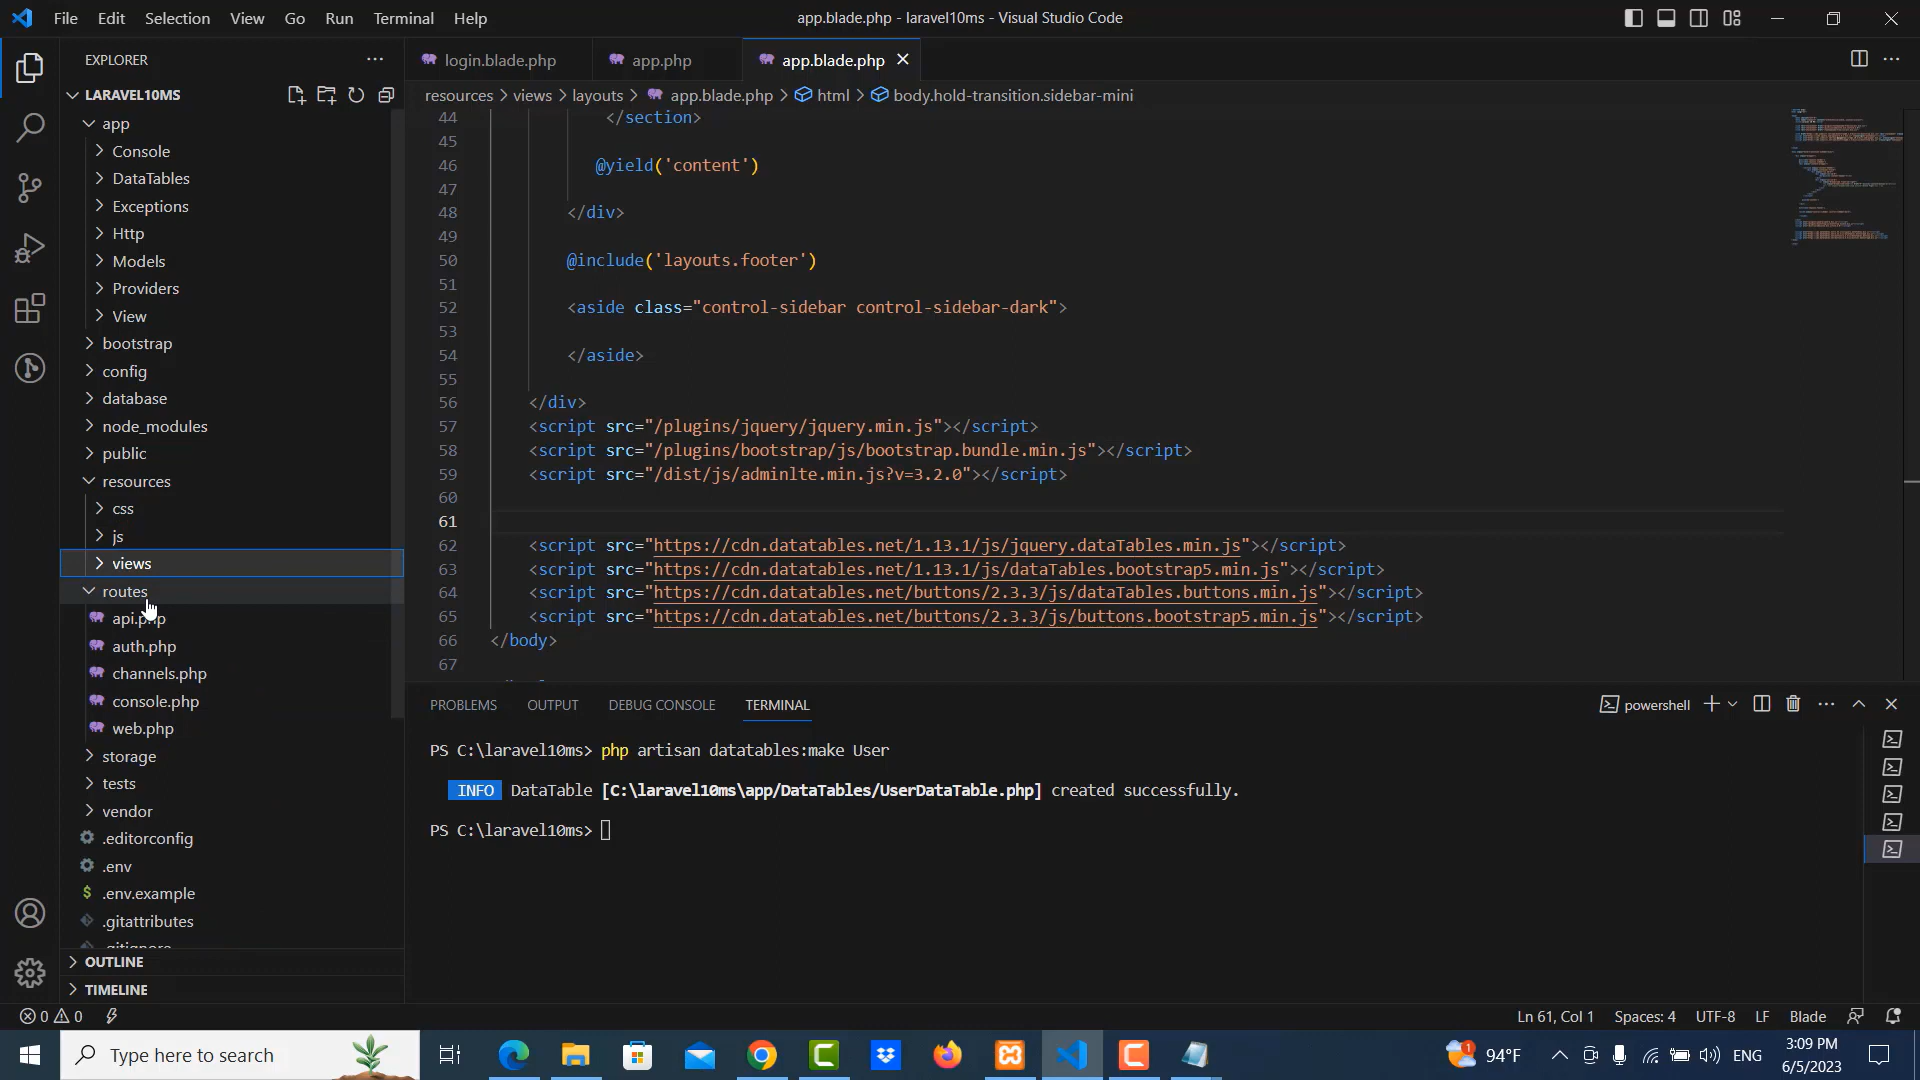 File Edit Selection View Go Run Terminal Help
app.blade.php - laravel10ms - Visual Studio Code
EXPLORER
LARAVEL10MS
app
Console
DataTables
Exceptions
Http
Models
Providers
View
bootstrap
config
database
node_modules
public
resources
css
js
views
routes
api.php
auth.php
channels.php
console.php
web.php
storage
tests
vendor
.editorconfig
.env
$ .env.example
.gitattributes
.gitignore
OUTLINE
TIMELINE
login.blade.php app.php app.blade.php
resources > views > layouts > app.blade.php > html > body.hold-transition.sidebar-mini
44 </section>
45
46 @yield('content')
47
48 </div>
49
50 @include('layouts.footer')
51
52 <aside class="control-sidebar control-sidebar-dark">
53
54 </aside>
55
56 </div>
57 <script src="/plugins/jquery/jquery.min.js"></script>
58 <script src="/plugins/bootstrap/js/bootstrap.bundle.min.js"></script>
59 <script src="/dist/js/adminlte.min.js?v=3.2.0"></script>
60
61
62 <script src="https://cdn.datatables.net/1.13.1/js/jquery.dataTables.min.js"></script>
63 <script src="https://cdn.datatables.net/1.13.1/js/dataTables.bootstrap5.min.js"></script>
64 <script src="https://cdn.datatables.net/buttons/2.3.3/js/dataTables.buttons.min.js"></script>
65 <script src="https://cdn.datatables.net/buttons/2.3.3/js/buttons.bootstrap5.min.js"></script>
66 </body>
67
PROBLEMS OUTPUT DEBUG CONSOLE TERMINAL
powershell
PS C:\laravel10ms> php artisan datatables:make User
INFO DataTable [C:\laravel10ms\app/DataTables/UserDataTable.php] created successfully.
PS C:\laravel10ms>
0 0
Ln 61, Col 1 Spaces: 4 UTF-8 LF Blade
Type here to search
1
94°F
ENG
3:09 PM
6/5/2023